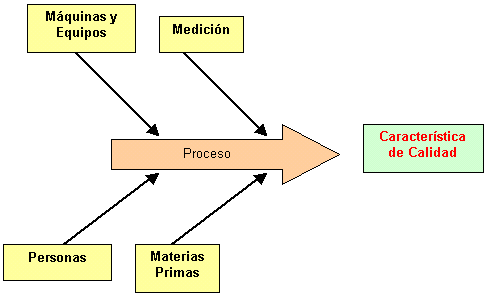 Máquinas y
Equipos
Medición
Proceso
Característica
de Calidad
Personas
Materias
Primas